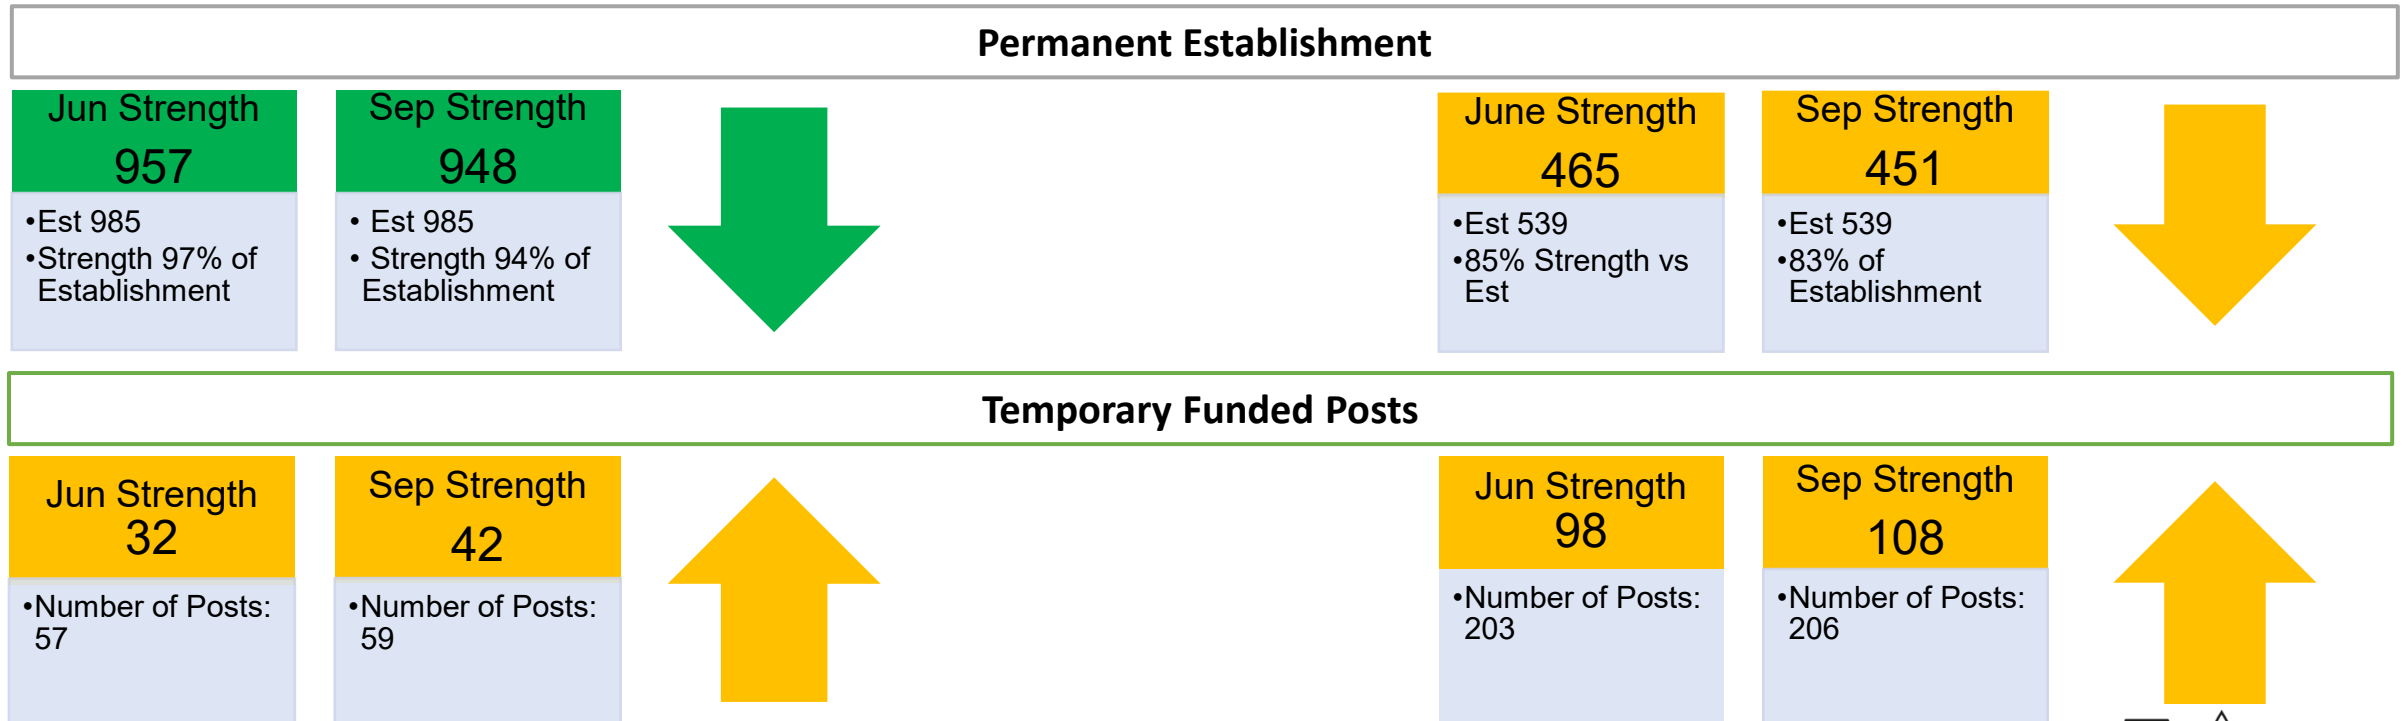 Permanent Establishment
Jun Strength
957
•Est 985
•Strength 97% of
Establishment
Sep Strength
948
• Est 985
• Strength 94% of
Establishment
June Strength
465
•Est 539
•85% Strength vs
Est
Sep Strength
451
•Est 539
•83% of
Establishment
Temporary Funded Posts
Jun Strength
32
•Number of Posts:
57
Sep Strength
42
•Number of Posts:
59
Jun Strength
98
•Number of Posts:
203
Sep Strength
108
•Number of Posts:
206